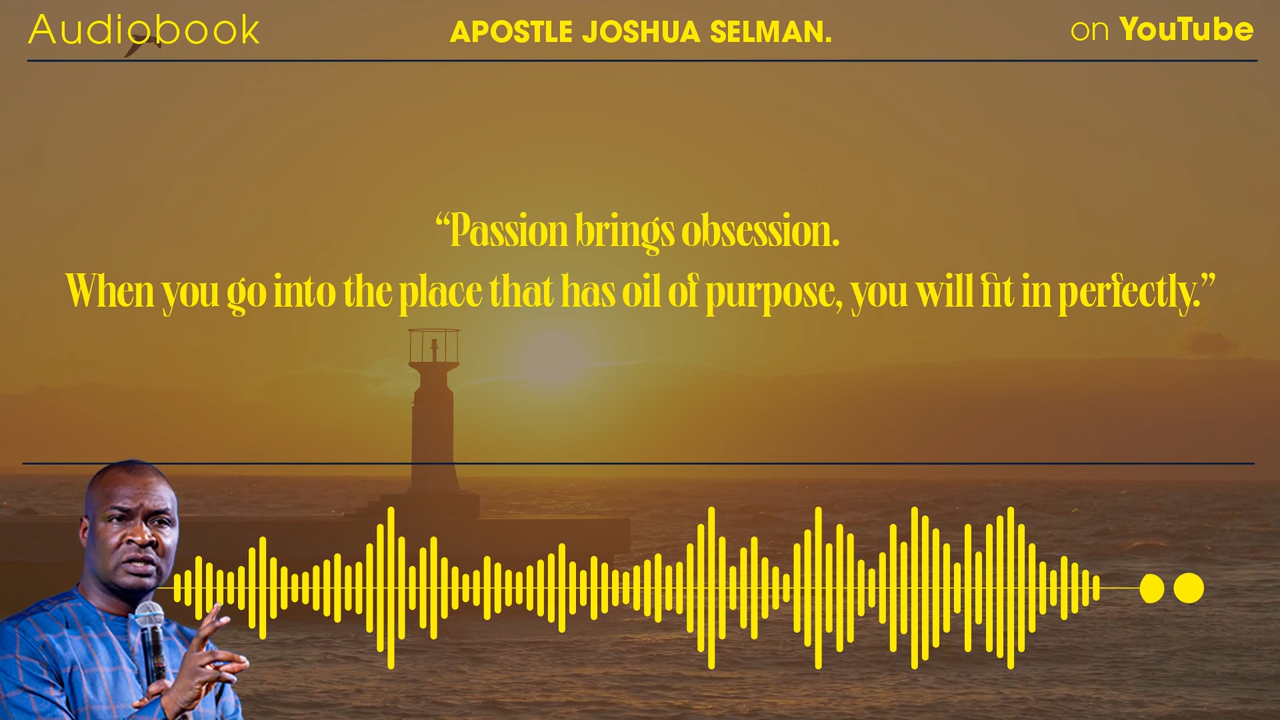 Audiobook
APOSTLE JOSHUA SELMAN.
on YouTube
“Passion brings obsession.
When you go into the place that has oil of purpose, you will fit in perfectly.”